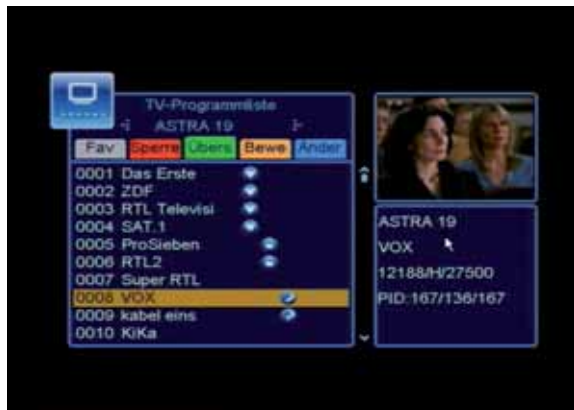 TV-Programmliste
ASTRA 19
Fav Sperre Übers Bewe Änder
0001 Das Erste
0002 ZDF
0003 RTL Televisi
0004 SAT.1
0005 ProSieben
0006 RTL2
0007 Super RTL
0008 VOX
0009 kabel eins
0010 KiKa
ASTRA 19
VOX
12188/H/27500
PID:167/136/167